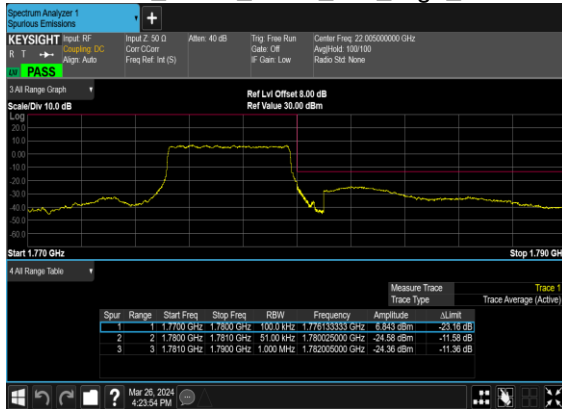 Spectrum Analyzer 1
Spurious Emissions
+
KEYSIGHT Input: RF Input Z: 50 Ω Atten: 40 dB Trig: Free Run Center Freq: 22.005000000 GHz
R T Coupling: DC Corr CCorr Gate: Off Avg|Hold: 100/100
Align: Auto Freq Ref: Int (S) IF Gain: Low Radio Std: None
PASS
3 All Range Graph
Ref Lvl Offset 8.00 dB
Scale/Div 10.0 dB Ref Value 30.00 dBm
Log
20.0
10.0
0.00
-10.0
-20.0
-30.0
-40.0
-50.0
-60.0
Start 1.770 GHz Stop 1.790 GH
4 All Range Table
Measure Trace Trace 1
Trace Type Trace Average (Active)
Spur Range Start Freq Stop Freq RBW Frequency Amplitude ΔLimit
1 1 1.7700 GHz 1.7800 GHz 100.0 kHz 1.776133333 GHz 6.843 dBm -23.16 dB
2 2 1.7800 GHz 1.7810 GHz 51.00 kHz 1.780025000 GHz -24.58 dBm -11.58 dB
3 3 1.7810 GHz 1.7900 GHz 1.000 MHz 1.782005000 GHz -24.36 dBm -11.36 dB
? Mar 26, 2024
4:23:54 PM